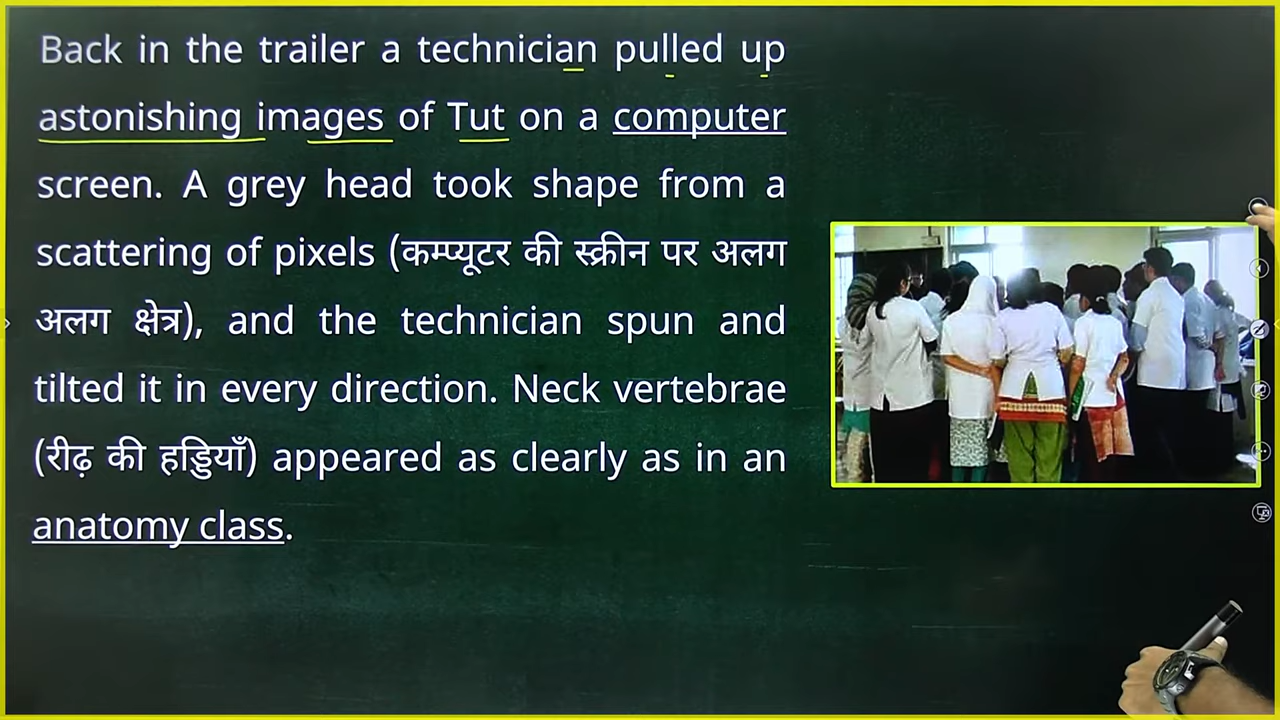 Back in the trailer a technician pulled up
astonishing images of Tut on a computer
screen. A grey head took shape from a
scattering of pixels (कम्प्यूटर की स्क्रीन पर अलग
अलग क्षेत्र), and the technician spun and
tilted it in every direction. Neck vertebrae
(रीढ़ की हड्डियाँ) appeared as clearly as in an
anatomy class.